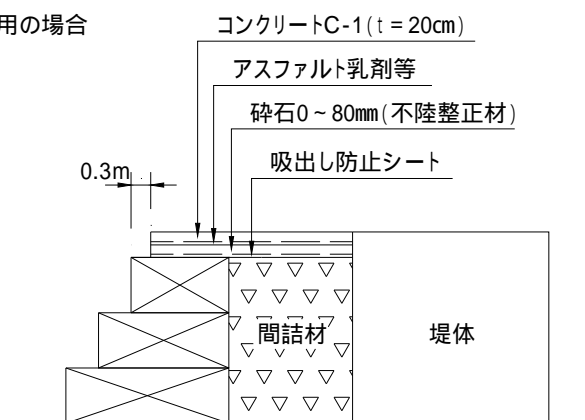 用の場合
コンクリートC-1(t=20㎝)
アスファルト乳剤等
砕石0~80㎜(不陸整正材)
吸出し防止シート
0.3m
間詰材
堤体